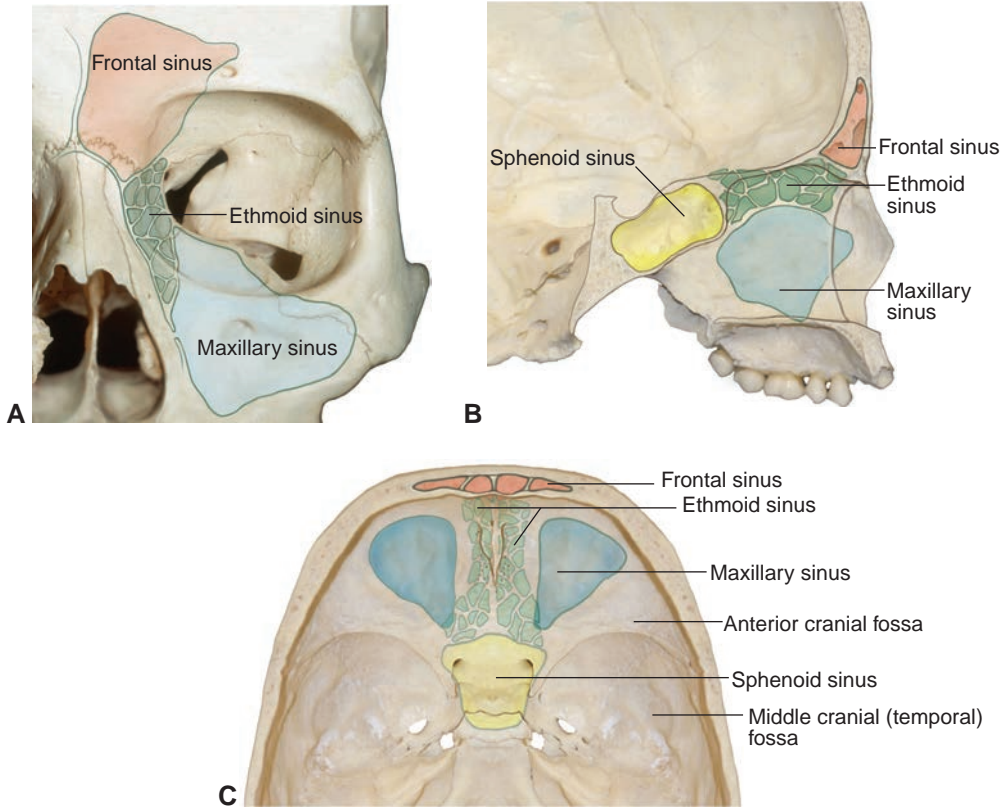 Frontal sinus
Ethmoid sinus
Maxillary sinus
A
Sphenoid sinus
Frontal sinus
Ethmoid
sinus
Maxillary
sinus
B
Frontal sinus
Ethmoid sinus
Maxillary sinus
Anterior cranial fossa
Sphenoid sinus
Middle cranial (temporal)
fossa
C